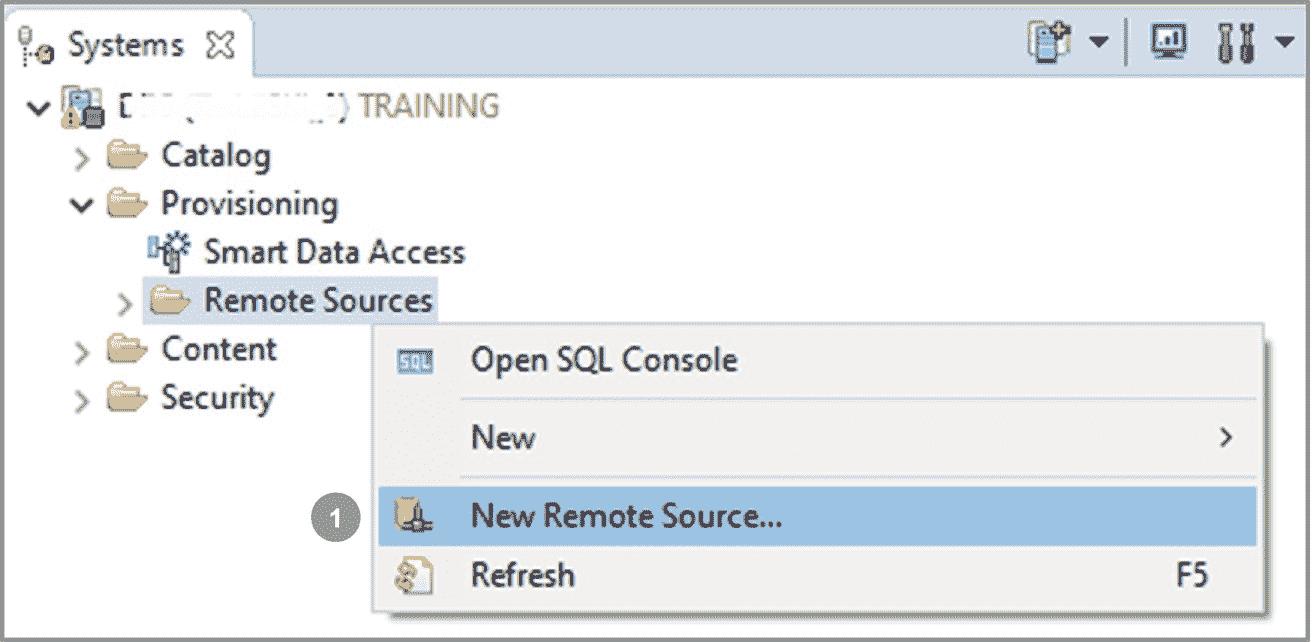 Systems
TRAINING
Catalog
Provisioning
Smart Data Access
Remote Sources
Content
Security
Open SQL Console
New
1
New Remote Source...
Refresh F5